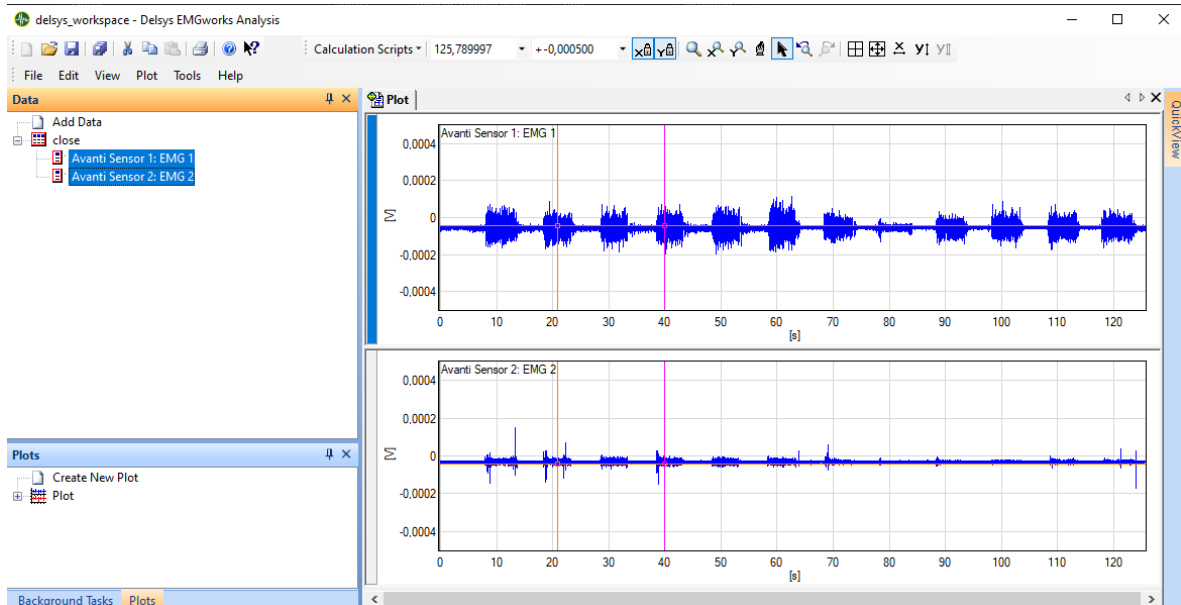 delsys_workspace - Delsys EMGworks Analysis
Calculation Scripts 125,789997 +-0,000500
File Edit View Plot Tools Help
Data
Add Data
close
Avanti Sensor 1: EMG 1
Avanti Sensor 2: EMG 2
Plots
Create New Plot
Plot
Background Tasks Plots
Plot
QuickView
Avanti Sensor 1: EMG 1
0,0004
0,0002
0
-0,0002
-0,0004
[V]
0 10 20 30 40 50 60 70 80 90 100 110 120
[s]
Avanti Sensor 2: EMG 2
0,0004
0,0002
0
-0,0002
-0,0004
[V]
0 10 20 30 40 50 60 70 80 90 100 110 120
[s]